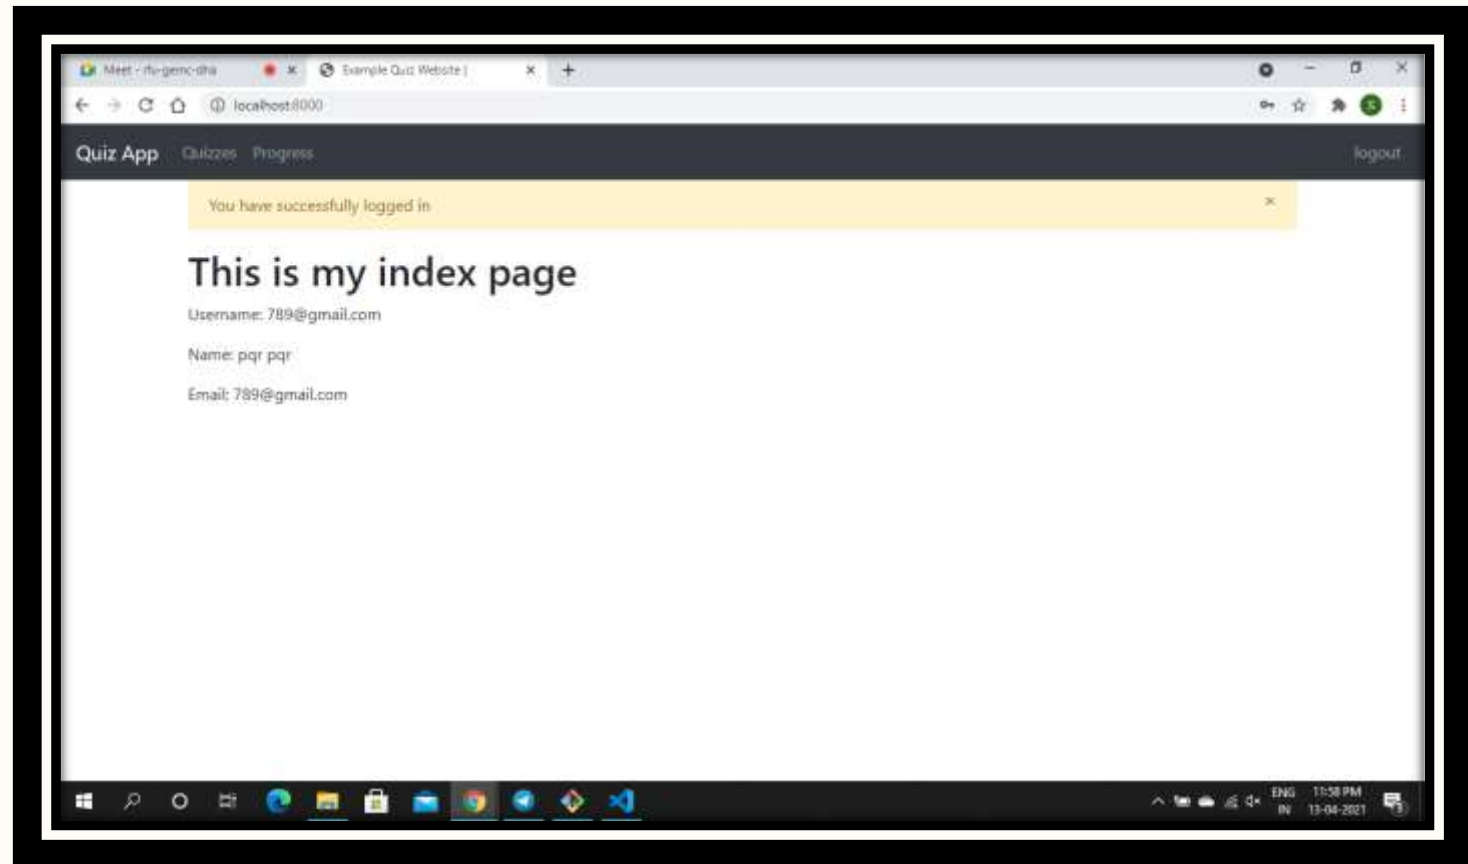 Meet - rfu-gemc-dha
Example Quiz Website |
localhost:8000
S
Quiz App Quizzes Progress logout
You have successfully logged in
This is my index page
Username: 789@gmail.com
Name: pqr pqr
Email: 789@gmail.com
ENG 11:58 PM
IN 13-04-2021